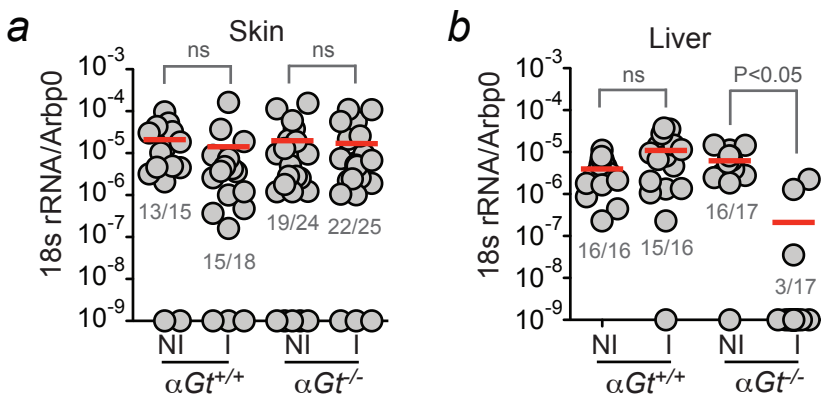 a
Skin
18s rRNA/Arbp0
10⁻³
10⁻⁴
10⁻⁵
10⁻⁶
10⁻⁷
10⁻⁸
10⁻⁹
ns
ns
13/15
15/18
19/24
22/25
NI I NI I
αGt⁺/⁺ αGt⁻/⁻
b
Liver
18s rRNA/Arbp0
10⁻³
10⁻⁴
10⁻⁵
10⁻⁶
10⁻⁷
10⁻⁸
10⁻⁹
ns
P<0.05
16/16
15/16
16/17
3/17
NI I NI I
αGt⁺/⁺ αGt⁻/⁻